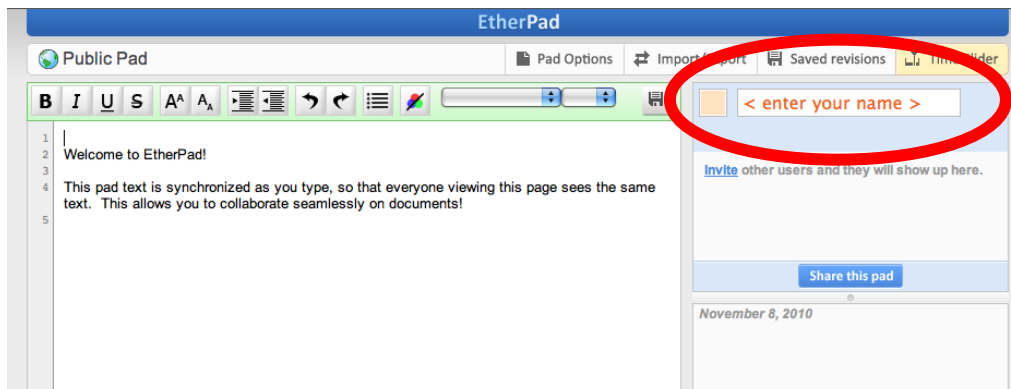 EtherPad
Public Pad
Pad Options
Saved revisions
B I U S A A A A
< enter your name >
1
2 Welcome to EtherPad!
3
4 This pad text is synchronized as you type, so that everyone viewing this page sees the same
text. This allows you to collaborate seamlessly on documents!
5
Invite other users and they will show up here.
Share this pad
November 8, 2010